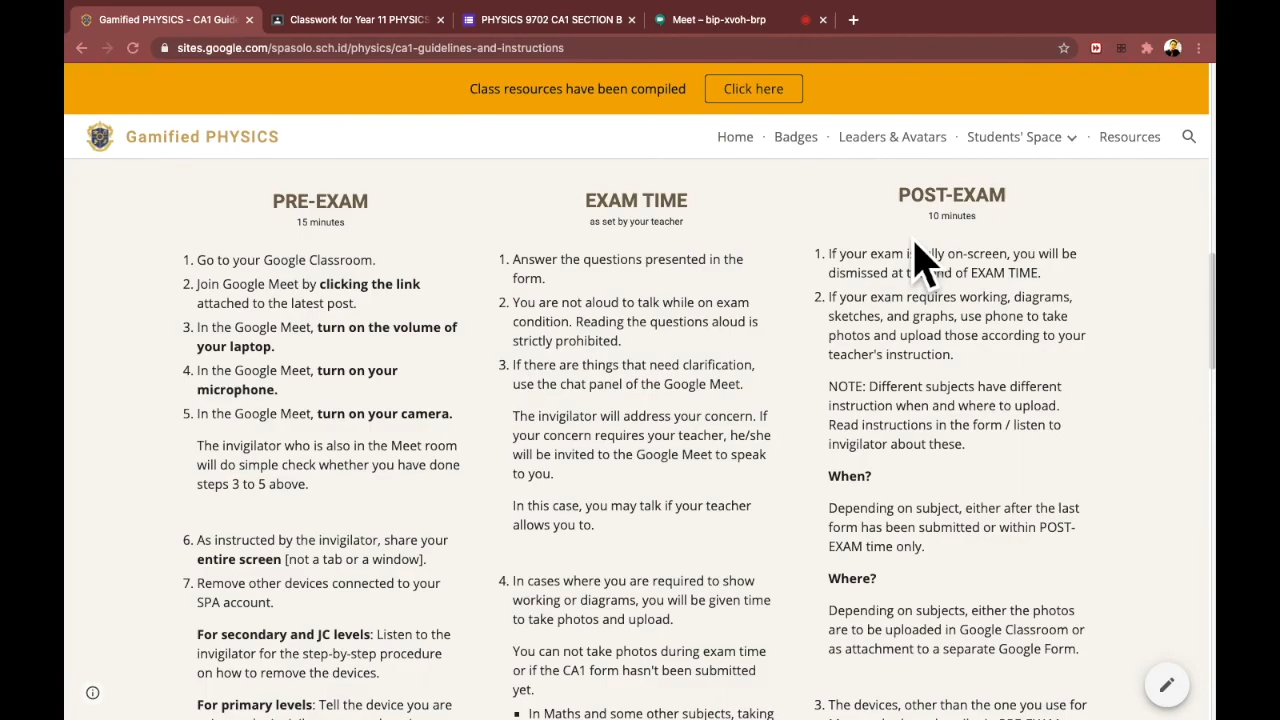 Gamified PHYSICS - CA1 Guide
Classwork for Year 11 PHYSICS
PHYSICS 9702 CA1 SECTION B
Meet – bip-xvoh-brp
sites.google.com/spasolo.sch.id/physics/ca1-guidelines-and-instructions
Class resources have been compiled
Click here
Gamified PHYSICS
Home · Badges · Leaders & Avatars · Students' Space · Resources
PRE-EXAM
15 minutes
1. Go to your Google Classroom.
2. Join Google Meet by clicking the link
attached to the latest post.
3. In the Google Meet, turn on the volume of
your laptop.
4. In the Google Meet, turn on your
microphone.
5. In the Google Meet, turn on your camera.
The invigilator who is also in the Meet room
will do simple check whether you have done
steps 3 to 5 above.
6. As instructed by the invigilator, share your
entire screen [not a tab or a window].
7. Remove other devices connected to your
SPA account.
For secondary and JC levels: Listen to the
invigilator for the step-by-step procedure
on how to remove the devices.
For primary levels: Tell the device you are
EXAM TIME
as set by your teacher
1. Answer the questions presented in the
form.
2. You are not aloud to talk while on exam
condition. Reading the questions aloud is
strictly prohibited.
3. If there are things that need clarification,
use the chat panel of the Google Meet.
The invigilator will address your concern. If
your concern requires your teacher, he/she
will be invited to the Google Meet to speak
to you.
In this case, you may talk if your teacher
allows you to.
4. In cases where you are required to show
working or diagrams, you will be given time
to take photos and upload.
You can not take photos during exam time
or if the CA1 form hasn't been submitted
yet.
▪ In Maths and some other subjects, taking
POST-EXAM
10 minutes
1. If your exam is on-screen, you will be
dismissed at of EXAM TIME.
2. If your exam requires working, diagrams,
sketches, and graphs, use phone to take
photos and upload those according to your
teacher's instruction.
NOTE: Different subjects have different
instruction when and where to upload.
Read instructions in the form / listen to
invigilator about these.
When?
Depending on subject, either after the last
form has been submitted or within POST-
EXAM time only.
Where?
Depending on subjects, either the photos
are to be uploaded in Google Classroom or
as attachment to a separate Google Form.
3. The devices, other than the one you use for